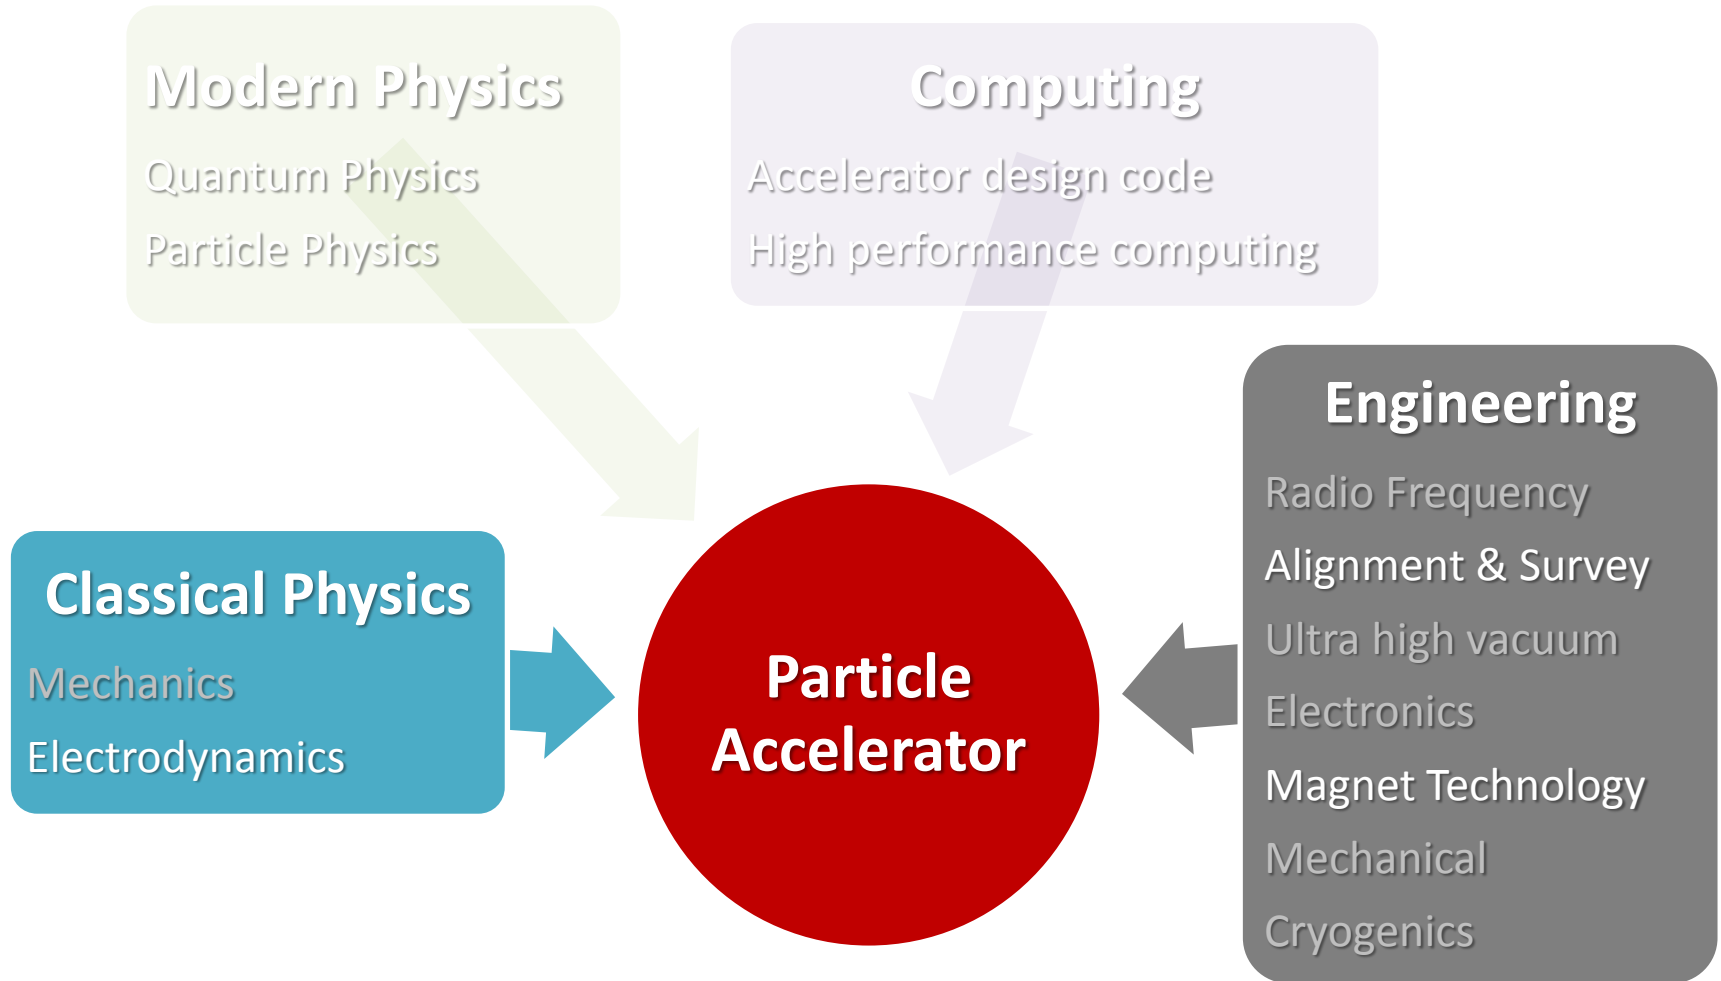 Modern Physics
Quantum Physics
Particle Physics
Computing
Accelerator design code
High performance computing
Engineering
Radio Frequency
Alignment & Survey
Ultra high vacuum
Electronics
Magnet Technology
Mechanical
Cryogenics
Classical Physics
Mechanics
Electrodynamics
Particle
Accelerator